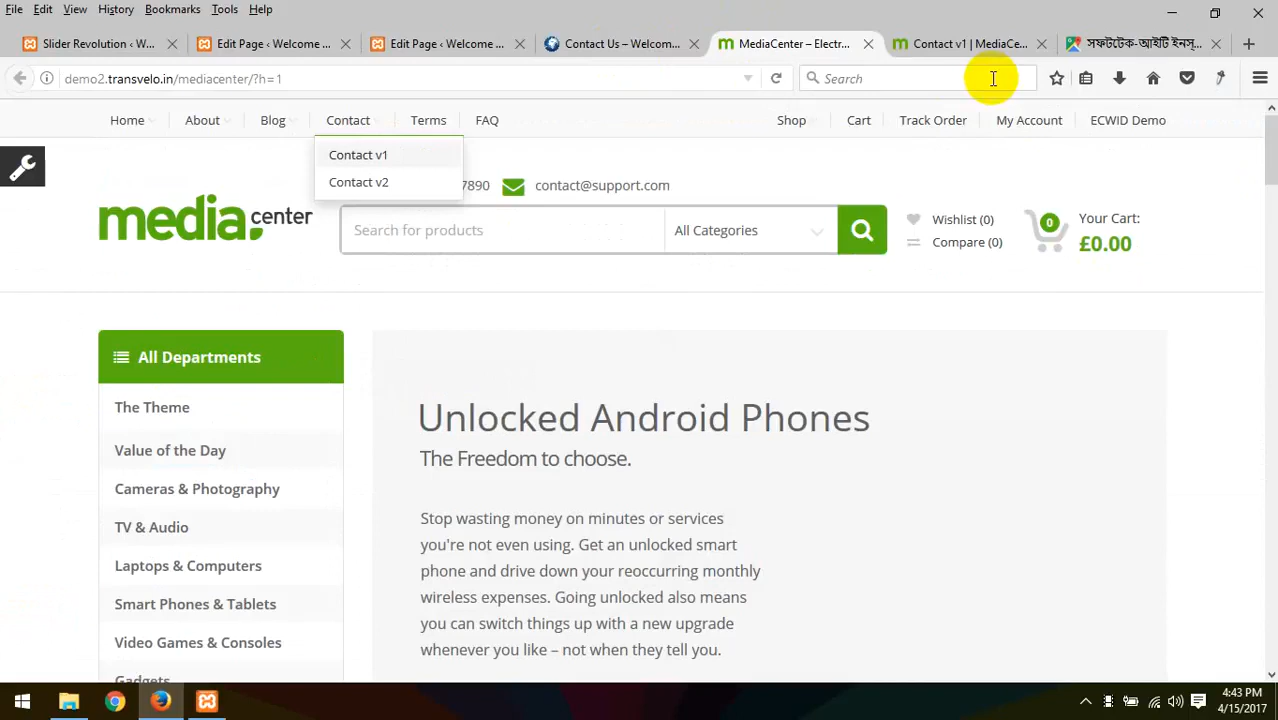 File Edit View History Bookmarks Tools Help
Slider Revolution ‹ W... Edit Page ‹ Welcome ... Edit Page ‹ Welcome ... Contact Us – Welcom... MediaCenter – Electr... Contact v1 | MediaCe... সফটটেক-আইটি ইনস্...
demo2.transvelo.in/mediacenter/?h=1 Search
Home About Blog Contact Terms FAQ Shop Cart Track Order My Account ECWID Demo
Contact v1
Contact v2
7890 contact@support.com
media center
Search for products All Categories
Wishlist (0)
Compare (0)
0
Your Cart:
£0.00
All Departments
The Theme
Value of the Day
Cameras & Photography
TV & Audio
Laptops & Computers
Smart Phones & Tablets
Video Games & Consoles
Gadgets
Unlocked Android Phones
The Freedom to choose.
Stop wasting money on minutes or services
you're not even using. Get an unlocked smart
phone and drive down your reoccurring monthly
wireless expenses. Going unlocked also means
you can switch things up with a new upgrade
whenever you like – not when they tell you.
4:43 PM
4/15/2017